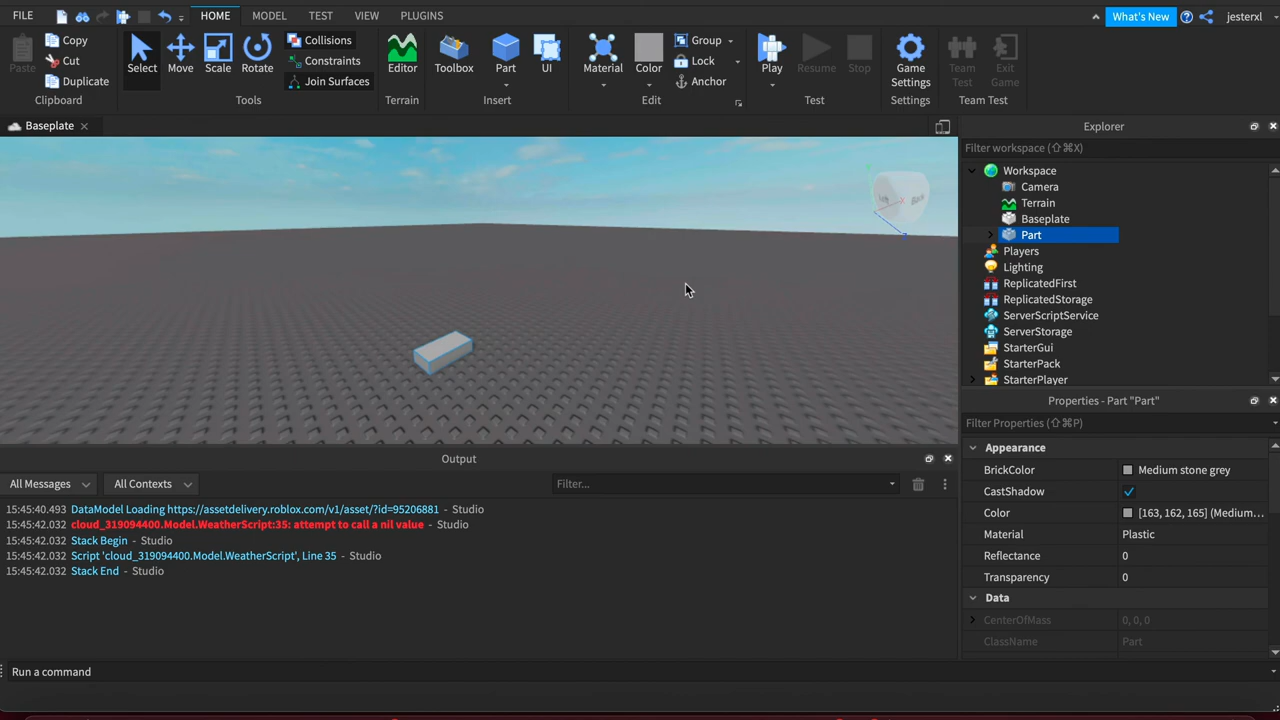 FILE HOME MODEL TEST VIEW PLUGINS What's New jesterxl
Paste Copy Cut Duplicate Clipboard
Select Move Scale Rotate Collisions Constraints Join Surfaces Tools
Editor Terrain
Toolbox Part UI Insert
Material Color Group Lock Anchor Edit
Play Resume Stop Test
Game Settings Settings
Team Test Exit Game Team Test
Baseplate
Back
Explorer
Filter workspace (⇧⌘X)
Workspace
Camera
Terrain
Baseplate
Part
Players
Lighting
ReplicatedFirst
ReplicatedStorage
ServerScriptService
ServerStorage
StarterGui
StarterPack
StarterPlayer
Properties - Part "Part"
Filter Properties (⇧⌘P)
Appearance
BrickColor Medium stone grey
CastShadow
Color [163, 162, 165] (Medium...
Material Plastic
Reflectance 0
Transparency 0
Data
CenterOfMass 0, 0, 0
ClassName Part
Output
All Messages All Contexts Filter...
15:45:40.493 DataModel Loading https://assetdelivery.roblox.com/v1/asset/?id=95206881 - Studio
15:45:42.032 cloud_319094400.Model.WeatherScript:35: attempt to call a nil value - Studio
15:45:42.032 Stack Begin - Studio
15:45:42.032 Script 'cloud_319094400.Model.WeatherScript', Line 35 - Studio
15:45:42.032 Stack End - Studio
Run a command